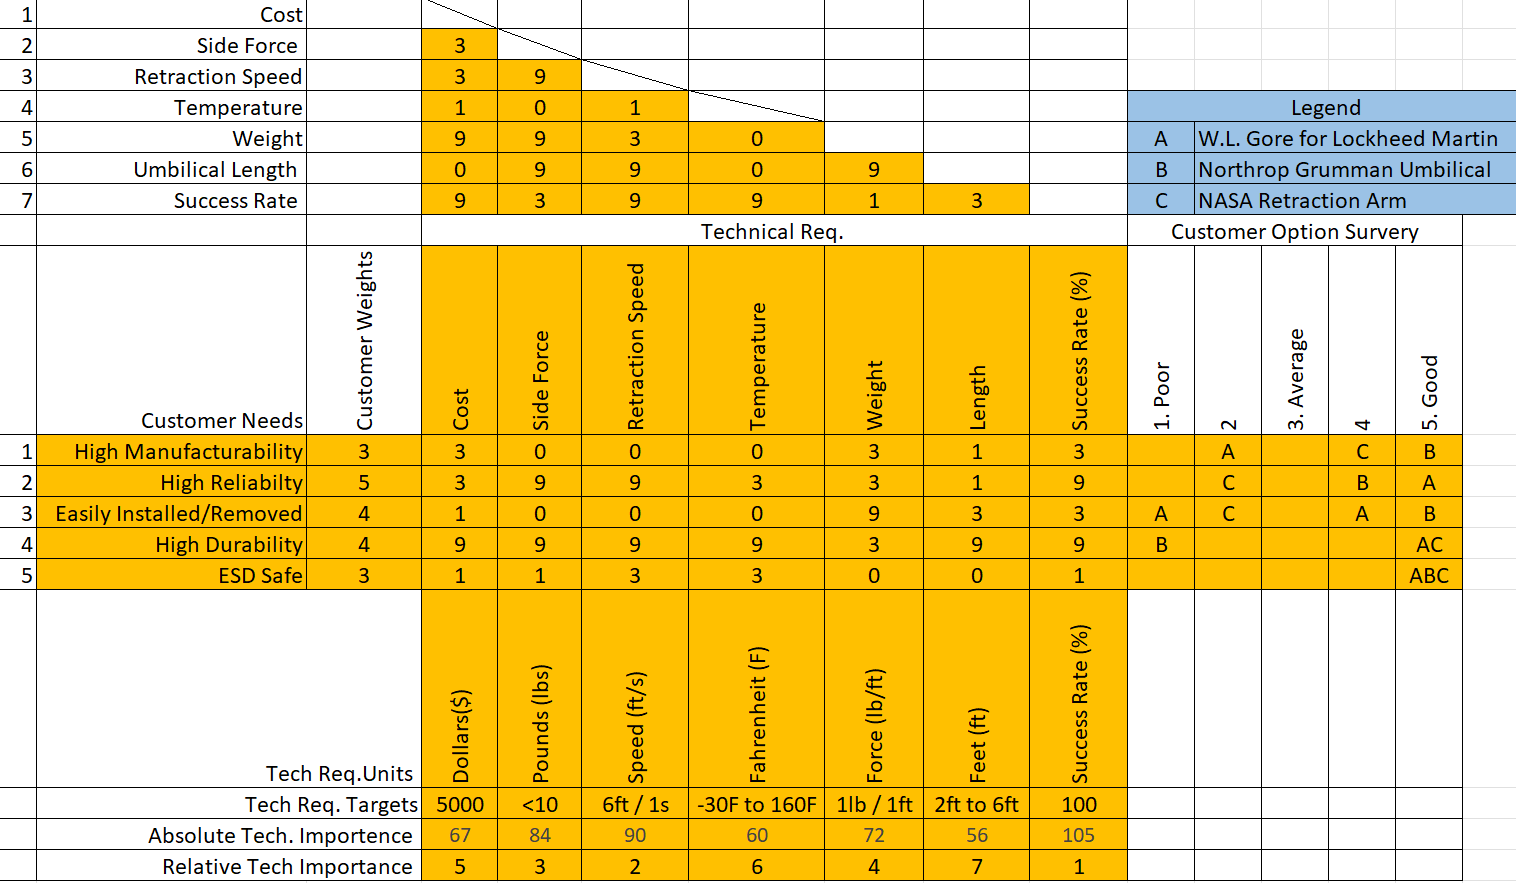 1 Cost
2 Side Force 3
3 Retraction Speed 3 9
4 Temperature 1 0 1 Legend
5 Weight 9 9 3 0 A W.L. Gore for Lockheed Martin
6 Umbilical Length 0 9 9 0 9 B Northrop Grumman Umbilical
7 Success Rate 9 3 9 9 1 3 C NASA Retraction Arm
Technical Req. Customer Option Survery
Customer Needs Customer Weights Cost Side Force Retraction Speed Temperature Weight Length Success Rate (%) 1. Poor 2 3. Average 4 5. Good
1 High Manufacturability 3 3 0 0 0 3 1 3 A C B
2 High Reliabilty 5 3 9 9 3 3 1 9 C B A
3 Easily Installed/Removed 4 1 0 0 0 9 3 3 A C A B
4 High Durability 4 9 9 9 9 3 9 9 B AC
5 ESD Safe 3 1 1 3 3 0 0 1 ABC
Tech Req.Units Dollars($) Pounds (lbs) Speed (ft/s) Fahrenheit (F) Force (lb/ft) Feet (ft) Success Rate (%)
Tech Req. Targets 5000 <10 6ft / 1s -30F to 160F 1lb / 1ft 2ft to 6ft 100
Absolute Tech. Importence 67 84 90 60 72 56 105
Relative Tech Importance 5 3 2 6 4 7 1